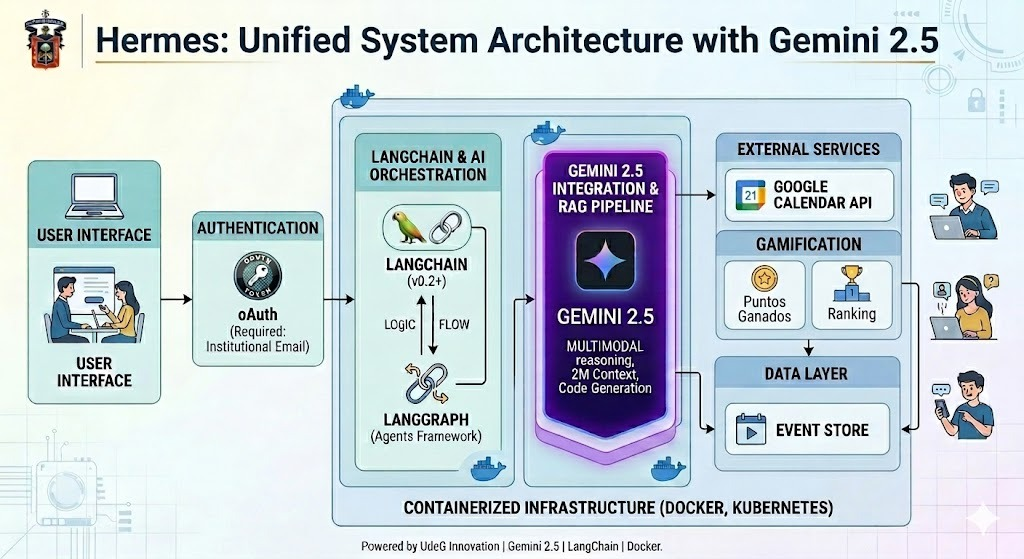 Hermes: Unified System Architecture with Gemini 2.5
USER INTERFACE
USER
INTERFACE
AUTHENTICATION
oAuth
(Required:
Institutional Email)
LANGCHAIN & AI
ORCHESTRATION
LANGCHAIN
(v0.2+)
LOGIC
FLOW
LANGGRAPH
(Agents Framework)
GEMINI 2.5
INTEGRATION &
RAG PIPELINE
GEMINI 2.5
MULTIMODAL
reasoning,
2M Context,
Code Generation
EXTERNAL SERVICES
21
GOOGLE
CALENDAR API
GAMIFICATION
Puntos
Ganados
Ranking
DATA LAYER
EVENT STORE
CONTAINERIZED INFRASTRUCTURE (DOCKER, KUBERNETES)
Powered by UdeG Innovation | Gemini 2.5 | LangChain | Docker.